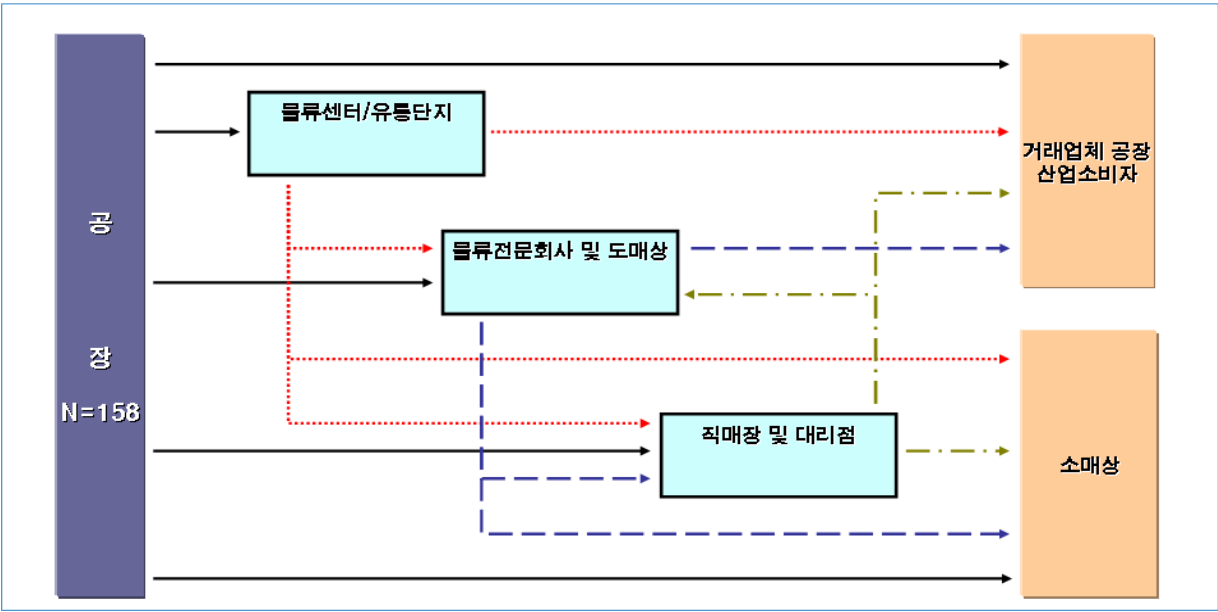 공
장
N=158
물류센터/유통단지
물류전문회사 및 도매상
직매장 및 대리점
거래업체 공장
산업소비자
소매상